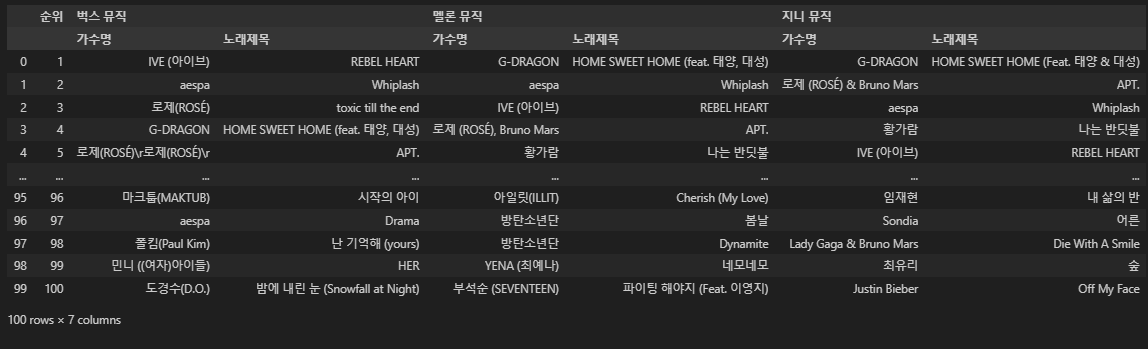 순위 벅스 뮤직 멜론 뮤직 지니 뮤직
가수명 노래제목 가수명 노래제목 가수명 노래제목
0 1 IVE (아이브) REBEL HEART G-DRAGON HOME SWEET HOME (feat. 태양, 대성) G-DRAGON HOME SWEET HOME (Feat. 태양 & 대성)
1 2 aespa Whiplash aespa Whiplash 로제 (ROSÉ) & Bruno Mars APT.
2 3 로제(ROSÉ) toxic till the end IVE (아이브) REBEL HEART aespa Whiplash
3 4 G-DRAGON HOME SWEET HOME (feat. 태양, 대성) 로제 (ROSÉ), Bruno Mars APT. 황가람 나는 반딧불
4 5 로제(ROSÉ)\r로제(ROSÉ)\r APT. 황가람 나는 반딧불 IVE (아이브) REBEL HEART
... ... ... ... ... ... ... ...
95 96 마크툽(MAKTUB) 시작의 아이 아일릿(ILLIT) Cherish (My Love) 임재현 내 삶의 반
96 97 aespa Drama 방탄소년단 봄날 Sondia 어른
97 98 폴킴(Paul Kim) 난 기억해 (yours) 방탄소년단 Dynamite Lady Gaga & Bruno Mars Die With A Smile
98 99 민니 ((여자)아이들) HER YENA (최예나) 네모네모 최유리 숲
99 100 도경수(D.O.) 밤에 내린 눈 (Snowfall at Night) 부석순 (SEVENTEEN) 파이팅 해야지 (Feat. 이영지) Justin Bieber Off My Face
100 rows × 7 columns